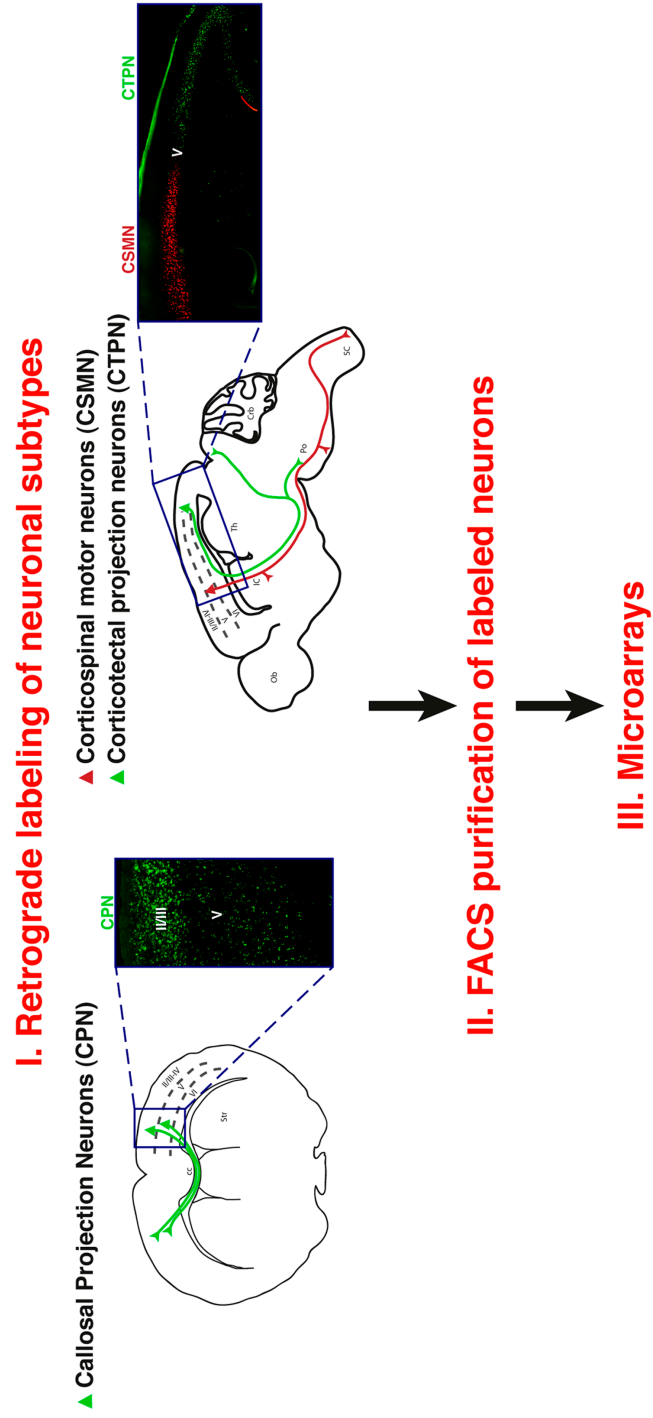 I. Retrograde labeling of neuronal subtypes
Callosal Projection Neurons (CPN)
CPN
II/III
V
II/III-IV
V
VI
cc
Str
Corticospinal motor neurons (CSMN)
Corticotectal projection neurons (CTPN)
CSMN
CTPN
V
II/III-IV
V
VI
Th
IC
Ob
Crb
Po
SC
II. FACS purification of labeled neurons
III. Microarrays